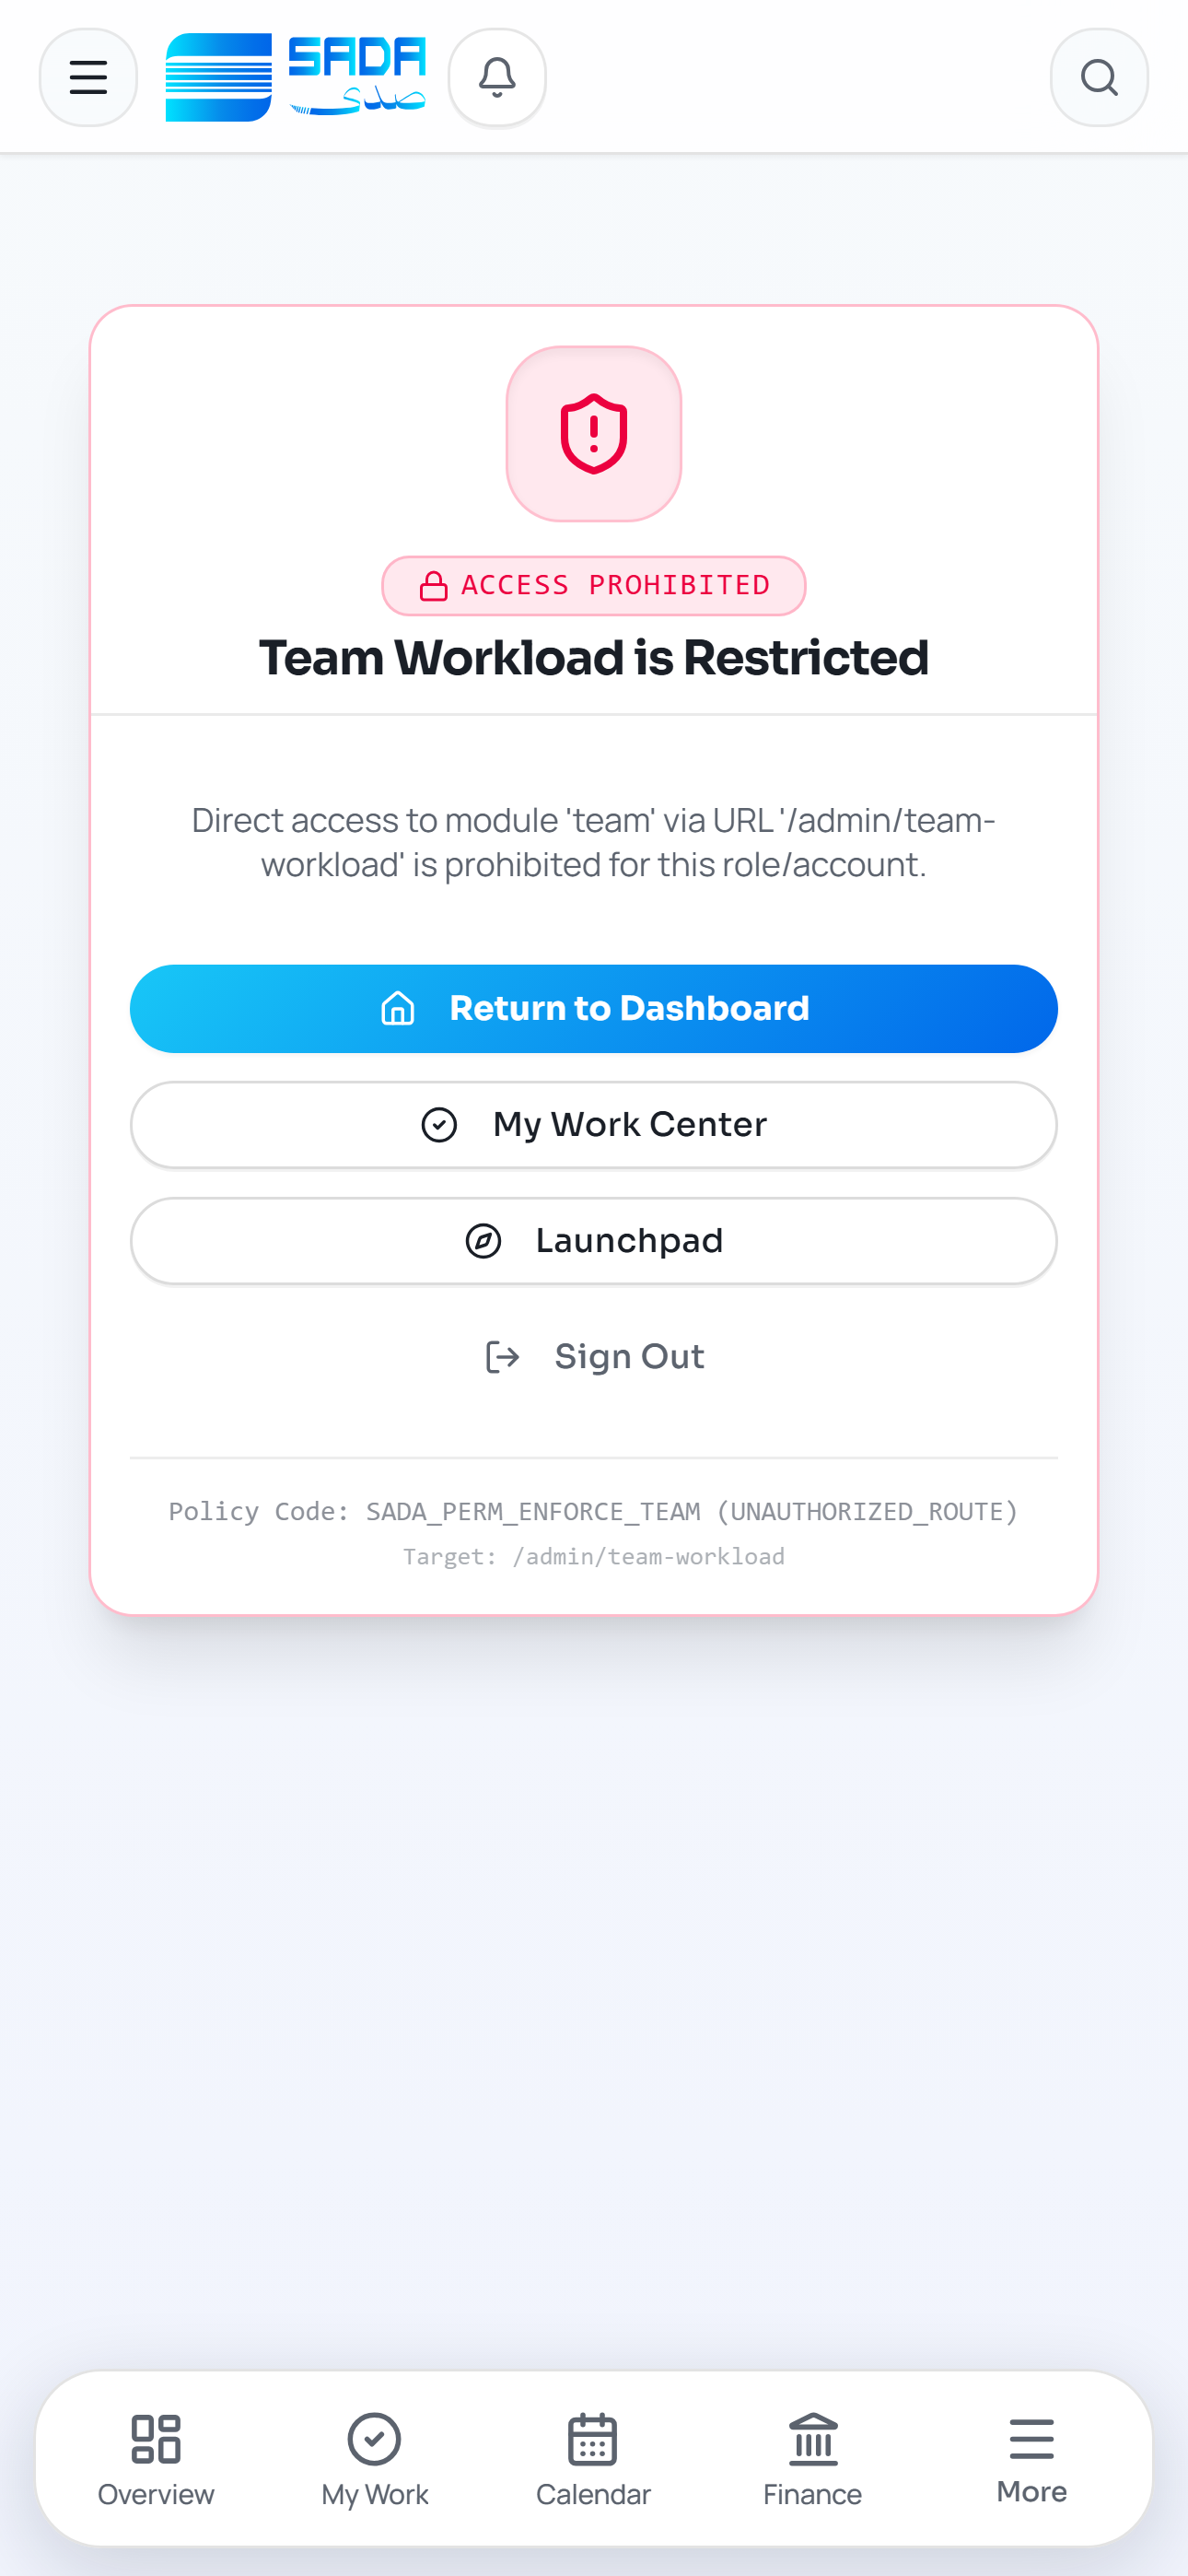 SADA
صدى
ACCESS PROHIBITED
Team Workload is Restricted
Direct access to module 'team' via URL '/admin/team-
workload' is prohibited for this role/account.
Return to Dashboard
My Work Center
Launchpad
Sign Out
Policy Code: SADA_PERM_ENFORCE_TEAM (UNAUTHORIZED_ROUTE)
Target: /admin/team-workload
Overview
My Work
Calendar
Finance
More